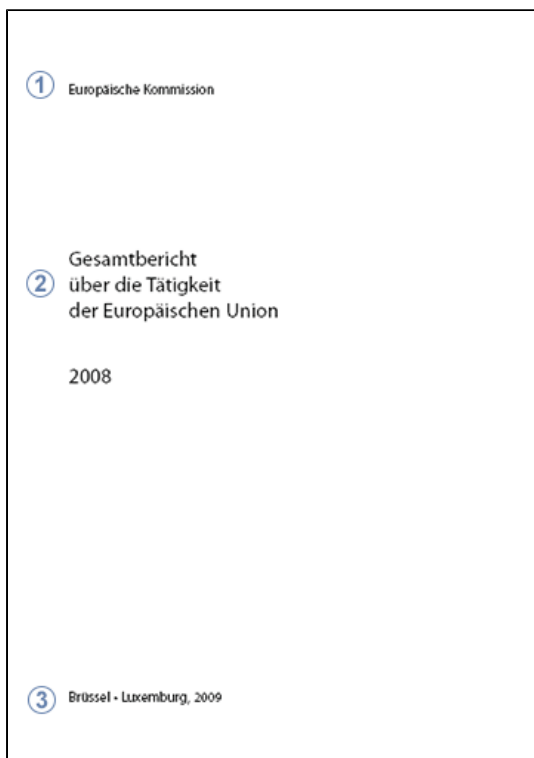 1 Europäische Kommission
Gesamtbericht
2 über die Tätigkeit
der Europäischen Union
2008
3 Brüssel • Luxemburg, 2009